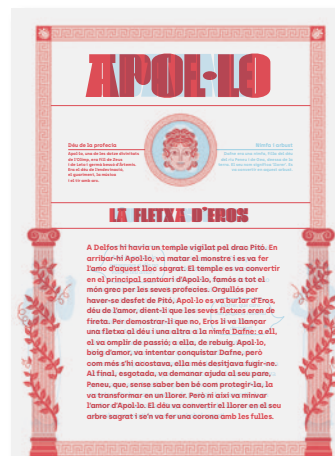 APOL·LO
Déu de la profecia
Apol·lo, una de les dotze divinitats
de l'Olimp, era fill de Zeus
i de Leto i germà bessó d'Àrtemis.
Era el déu de l'endevinació,
el guariment, la música
i el tir amb arc.
Nimfa i arbust
LA FLETXA D'EROS
A Delfos hi havia un temple vigilat pel drac Pitó. En
arribar-hi Apol·lo, va matar el monstre i es va fer
l'amo d'aquest lloc sagrat. El temple es va convertir
en el principal santuari d'Apol·lo, famós a tot el
món grec per les seves profecies. Orgullós per
haver-se desfet de Pitó, Apol·lo es va burlar d'Eros,
déu de l'amor, dient-li que les seves fletxes eren de
fireta. Per demostrar-li que no, Eros li va llançar
una fletxa al déu i una altra a la nimfa Dafne: a ell,
el va omplir de passió; a ella, de rebuig. Apol·lo,
boig d'amor, va intentar conquistar Dafne, però
com més s'hi acostava, ella més desitjava fugir-ne.
Al final, esgotada, va demanar ajuda al seu pare,
Peneu, que, sense saber ben bé com protegir-la, la
va transformar en un llorer. Però ni així va minvar
l'amor d'Apol·lo. El déu va convertir el llorer en el seu
arbre sagrat i se'n va fer una corona amb les fulles.